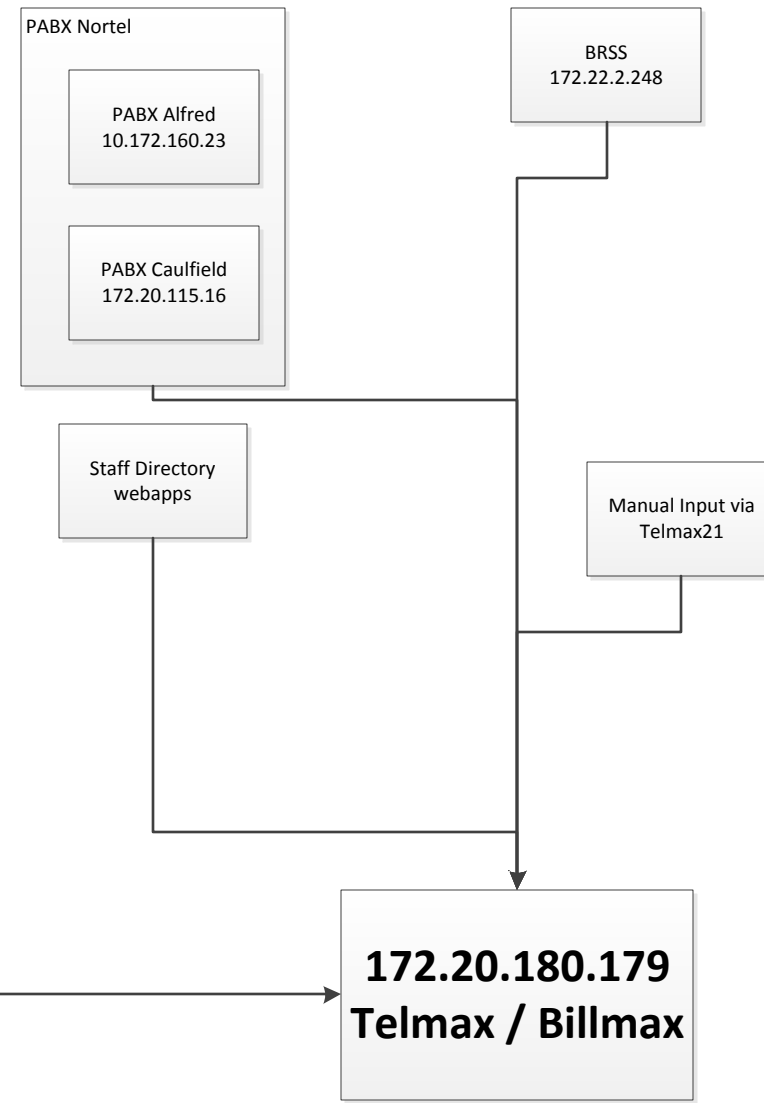 PABX Nortel
PABX Alfred
10.172.160.23
PABX Caulfield
172.20.115.16
BRSS
172.22.2.248
Staff Directory
webapps
Manual Input via
Telmax21
172.20.180.179
Telmax / Billmax